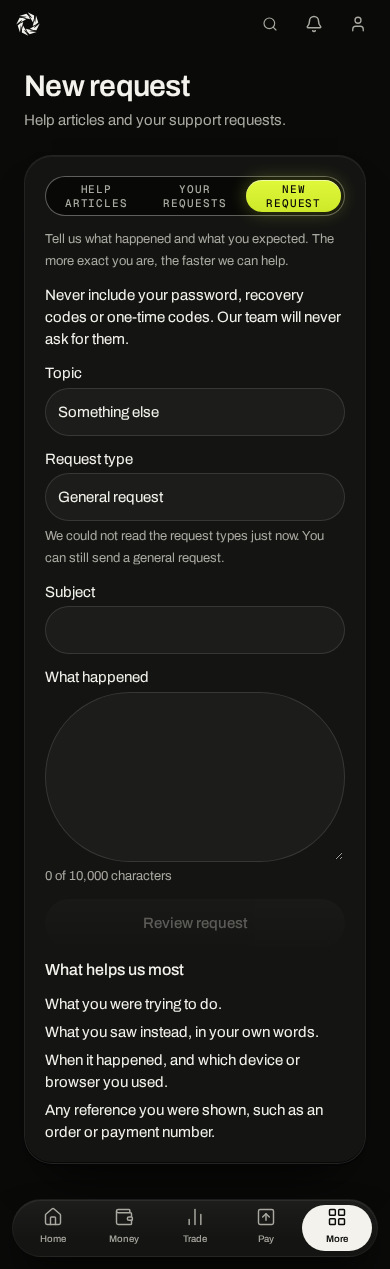 New request
Help articles and your support requests.
HELP ARTICLES
YOUR REQUESTS
NEW REQUEST
Tell us what happened and what you expected. The
more exact you are, the faster we can help.
Never include your password, recovery
codes or one-time codes. Our team will never
ask for them.
Topic
Something else
Request type
General request
We could not read the request types just now. You
can still send a general request.
Subject
What happened
0 of 10,000 characters
Review request
What helps us most
What you were trying to do.
What you saw instead, in your own words.
When it happened, and which device or
browser you used.
Any reference you were shown, such as an
order or payment number.
Home
Money
Trade
Pay
More